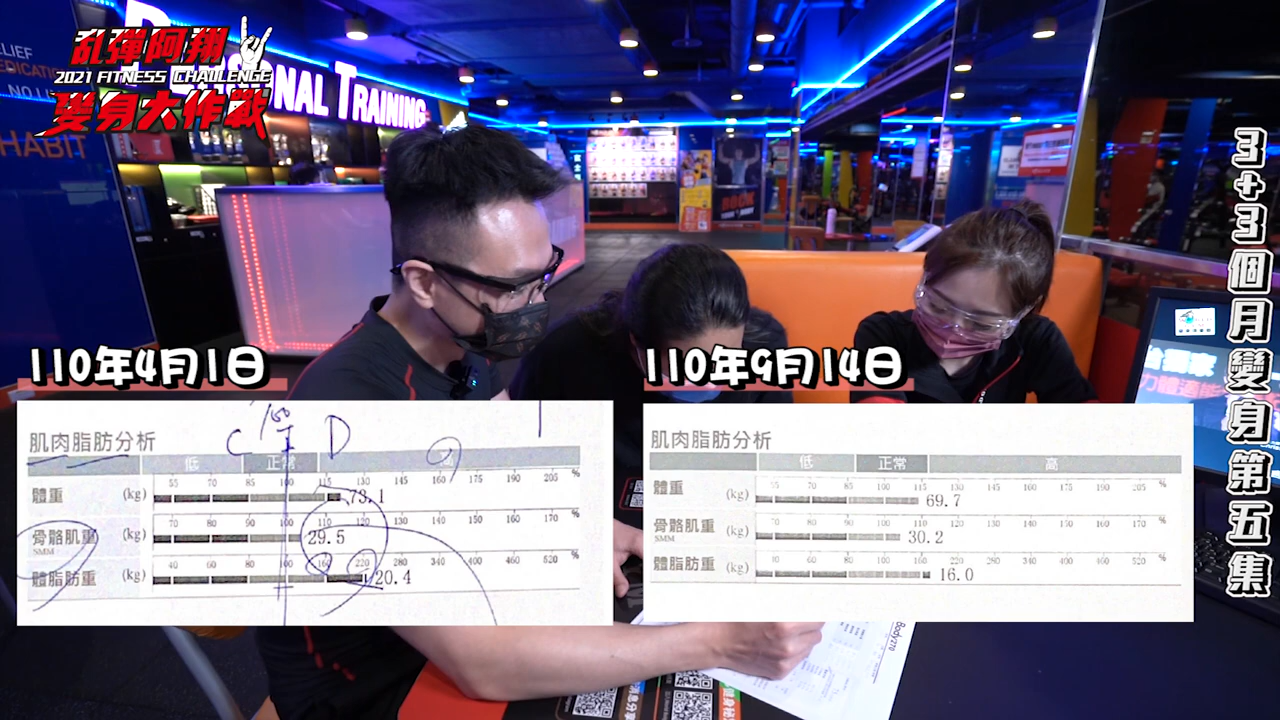 亂彈阿翔
2021 FITNESS CHALLENGE
變身大作戰
PERSONAL TRAINING
HABIT
3+3個月變身第五集
110年4月1日
肌肉脂肪分析
C 150 D
低 正常
體重 (kg) 55 70 85 100 115 130 145 160 175 190 205 %
73.1
骨骼肌重 (kg) 70 80 90 100 110 120 130 140 150 160 170 %
SMM
29.5
體脂肪重 (kg) 40 60 80 100 160 220 280 340 400 460 520 %
20.4
110年9月14日
肌肉脂肪分析
低 正常 高
體重 (kg) 55 70 85 100 115 130 145 160 175 190 205 %
69.7
骨骼肌重 (kg) 70 80 90 100 110 120 130 140 150 160 170 %
SMM
30.2
體脂肪重 (kg) 40 60 80 100 160 220 280 340 400 460 520 %
16.0
Body270